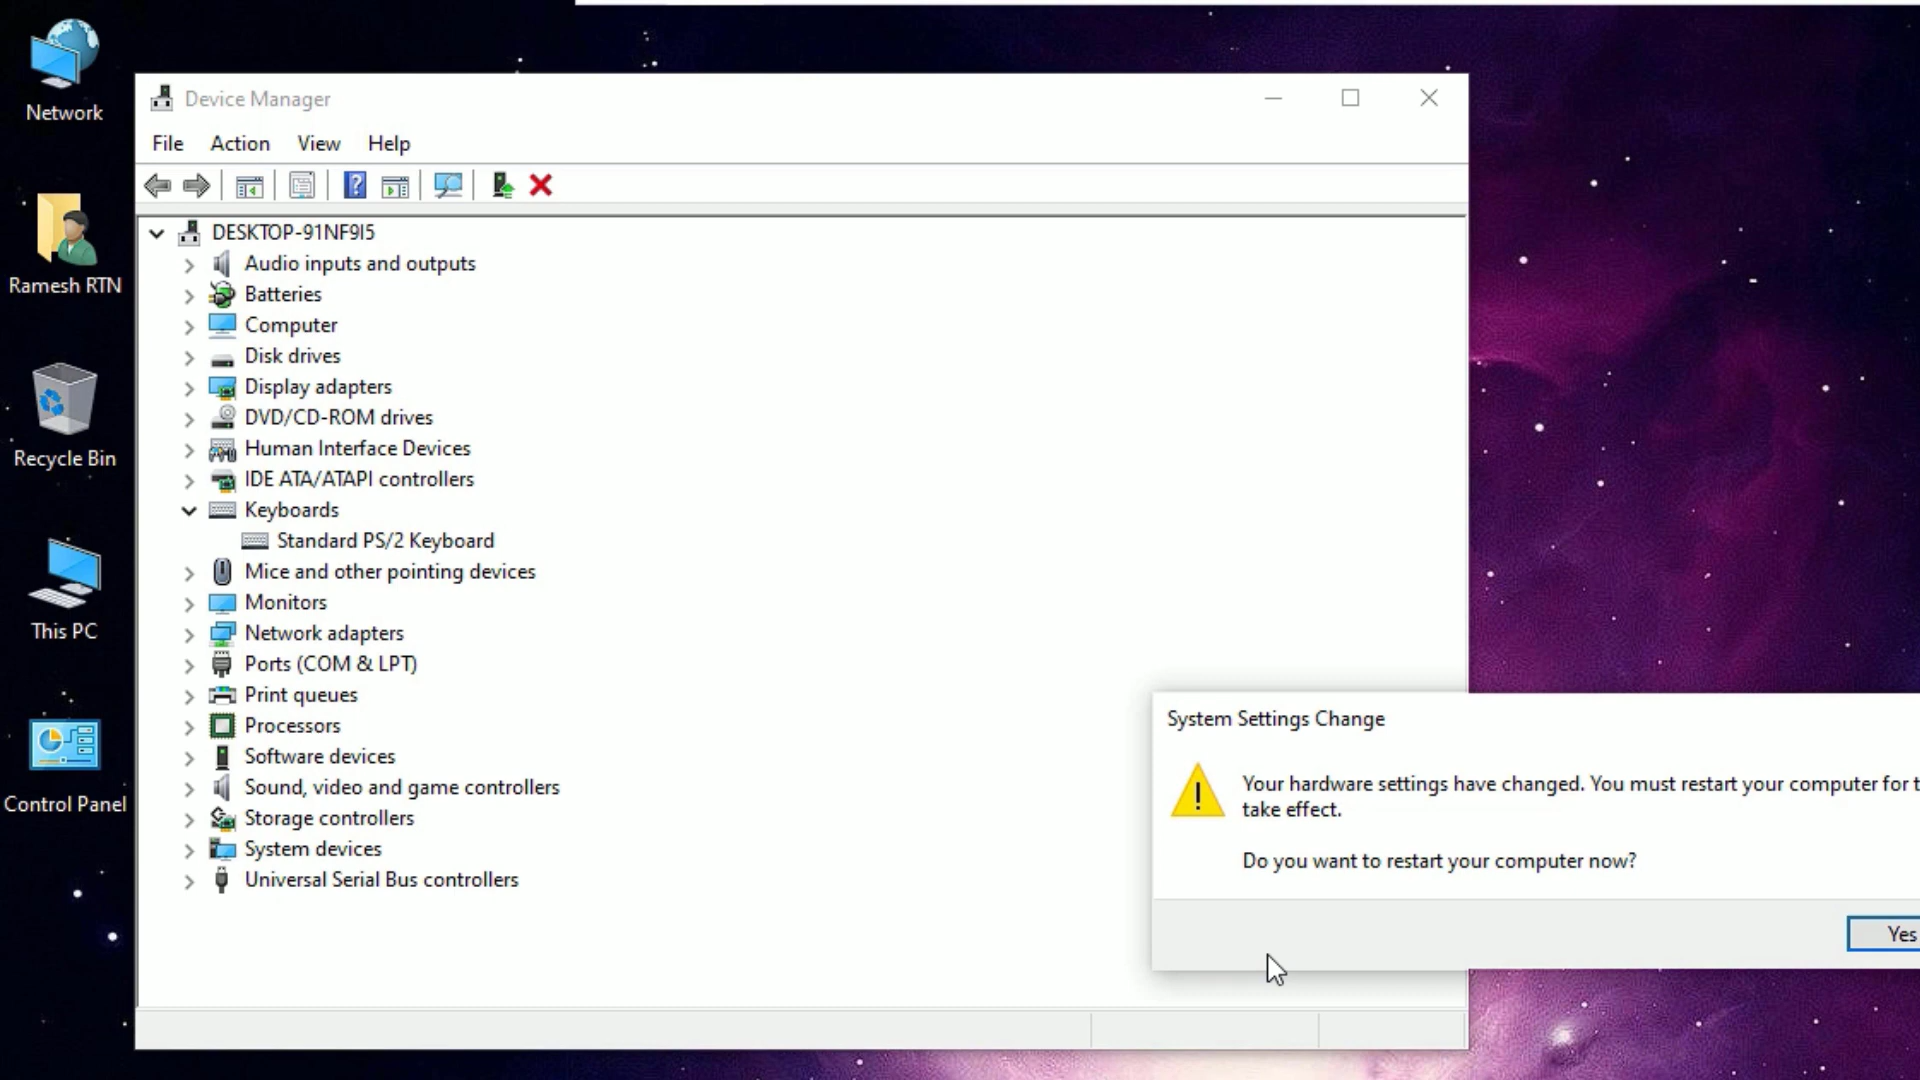 Network
Ramesh RTN
Recycle Bin
This PC
Control Panel
Device Manager
File Action View Help
DESKTOP-91NF9I5
Audio inputs and outputs
Batteries
Computer
Disk drives
Display adapters
DVD/CD-ROM drives
Human Interface Devices
IDE ATA/ATAPI controllers
Keyboards
Standard PS/2 Keyboard
Mice and other pointing devices
Monitors
Network adapters
Ports (COM & LPT)
Print queues
Processors
Software devices
Sound, video and game controllers
Storage controllers
System devices
Universal Serial Bus controllers
System Settings Change
Your hardware settings have changed. You must restart your computer for t
take effect.
Do you want to restart your computer now?
Yes